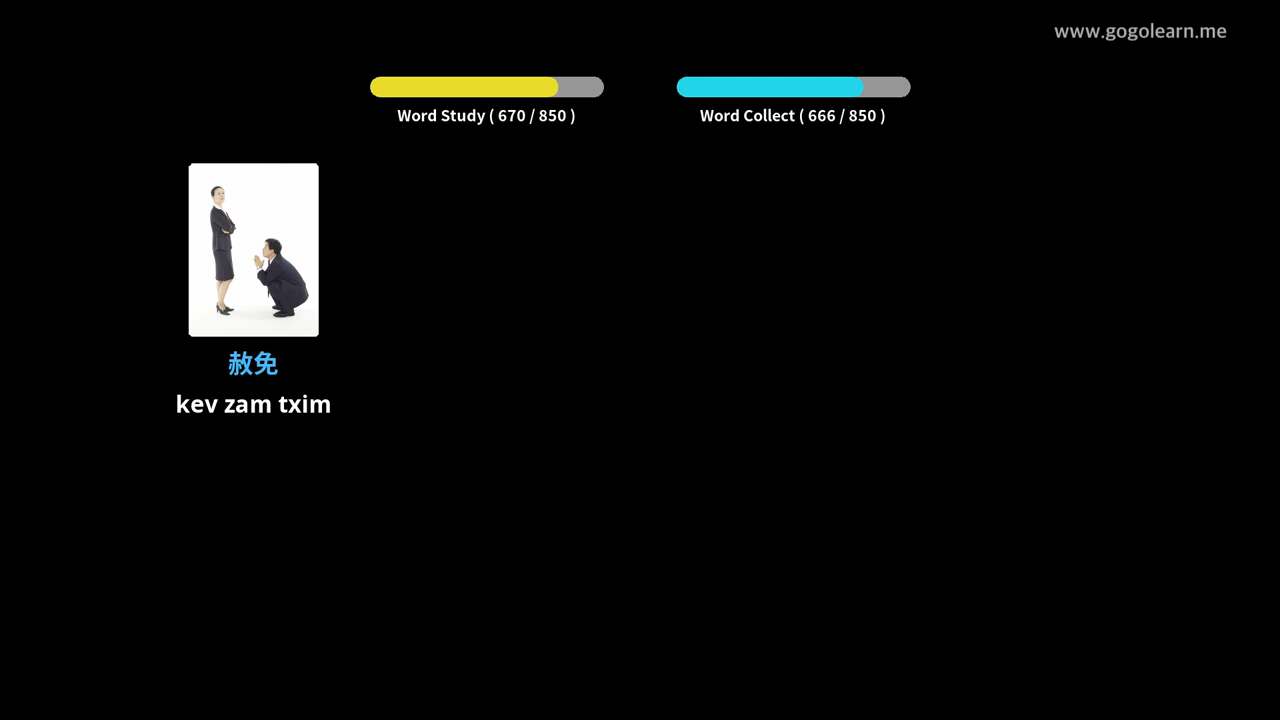 www.gogolearn.me
Word Study ( 670 / 850 )
Word Collect ( 666 / 850 )
赦免
kev zam txim